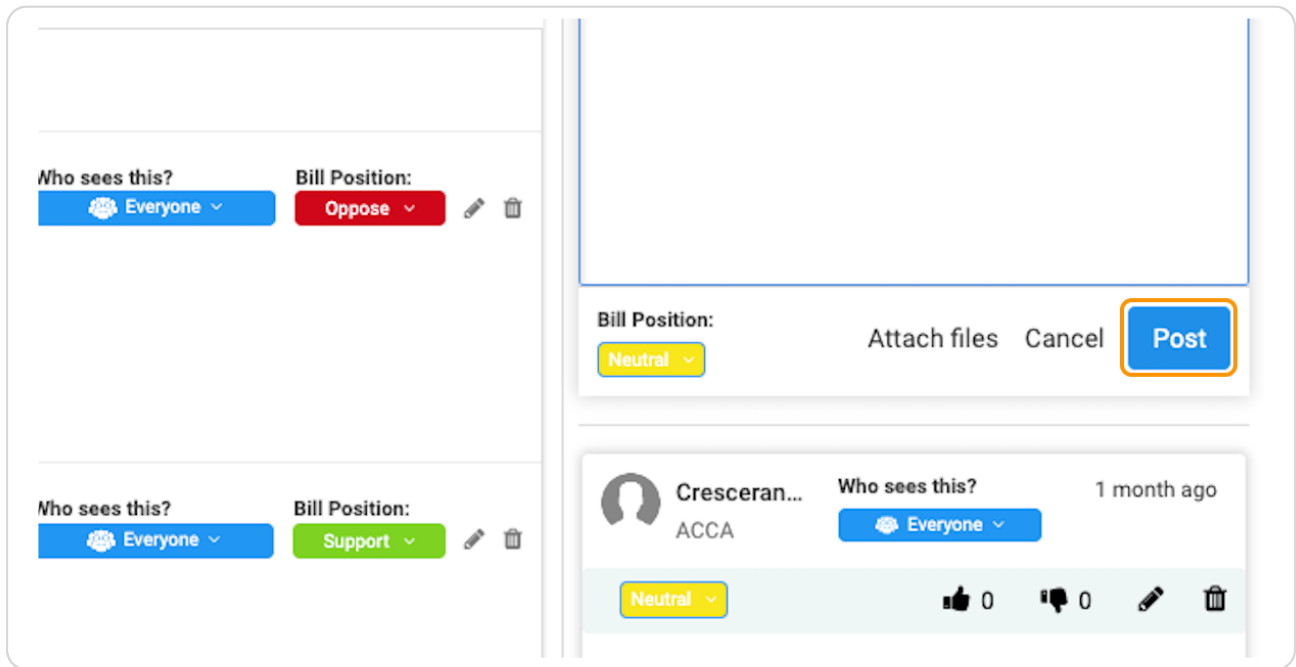 Who sees this?
Bill Position:
Everyone
Oppose
Who sees this?
Bill Position:
Everyone
Support
Bill Position:
Neutral
Attach files
Cancel
Post
Cresceran...
ACCA
Who sees this?
Everyone
1 month ago
Neutral
0
0